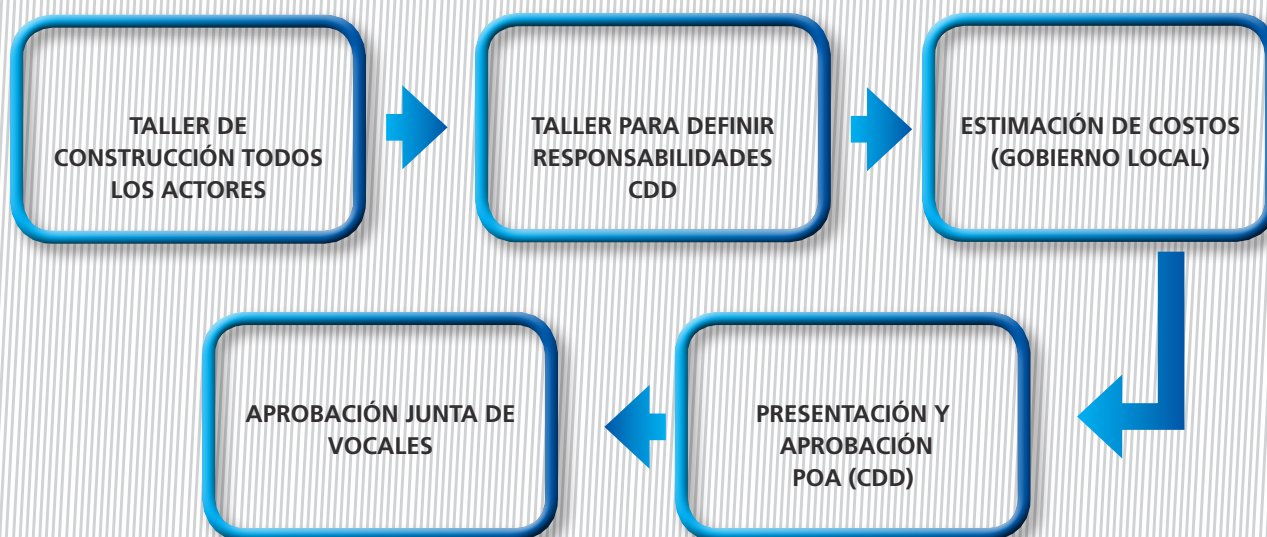 TALLER DE
CONSTRUCCIÓN TODOS
LOS ACTORES
TALLER PARA DEFINIR
RESPONSABILIDADES
CDD
ESTIMACIÓN DE COSTOS
(GOBIERNO LOCAL)
PRESENTACIÓN Y
APROBACIÓN
POA (CDD)
APROBACIÓN JUNTA DE
VOCALES